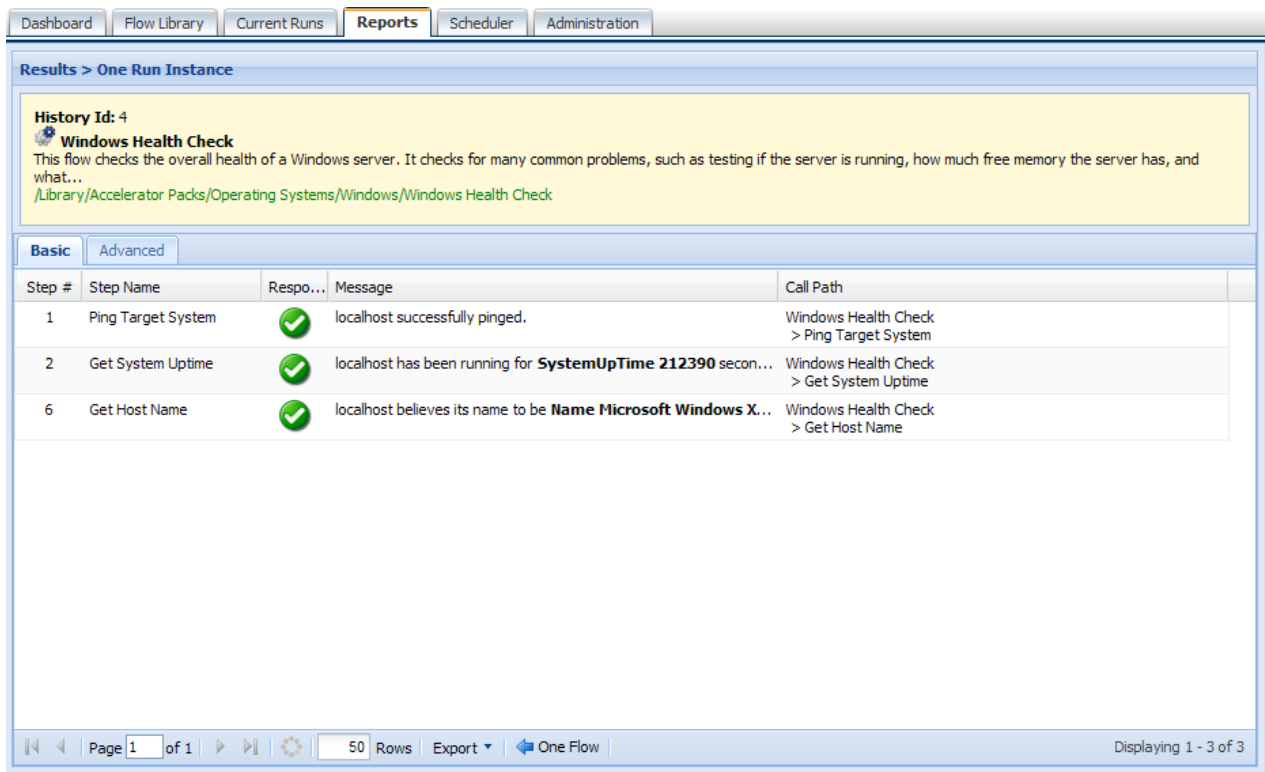 Dashboard Flow Library Current Runs Reports Scheduler Administration
Results > One Run Instance
History Id: 4
Windows Health Check
This flow checks the overall health of a Windows server. It checks for many common problems, such as testing if the server is running, how much free memory the server has, and
what...
/Library/Accelerator Packs/Operating Systems/Windows/Windows Health Check
Basic Advanced
Step # Step Name Respo... Message Call Path
1 Ping Target System localhost successfully pinged. Windows Health Check
> Ping Target System
2 Get System Uptime localhost has been running for SystemUpTime 212390 secon... Windows Health Check
> Get System Uptime
6 Get Host Name localhost believes its name to be Name Microsoft Windows X... Windows Health Check
> Get Host Name
Page 1 of 1 50 Rows Export One Flow Displaying 1 - 3 of 3